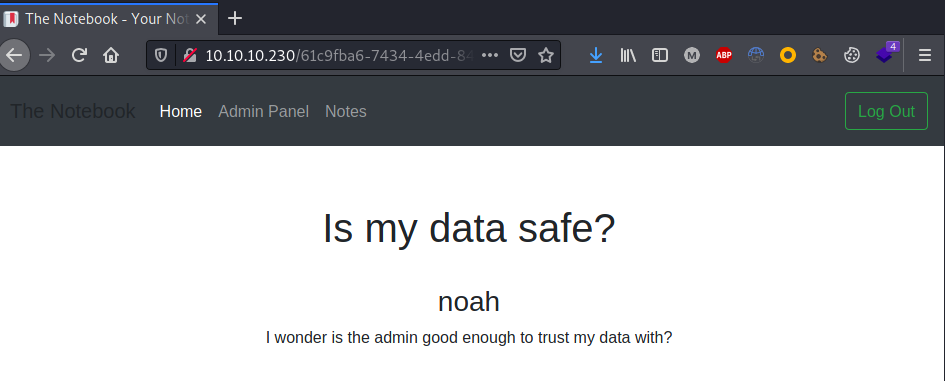 The Notebook - Your Not
10.10.10.230/61c9fba6-7434-4edd-84
M ABP 4
The Notebook Home Admin Panel Notes Log Out
Is my data safe?
noah
I wonder is the admin good enough to trust my data with?